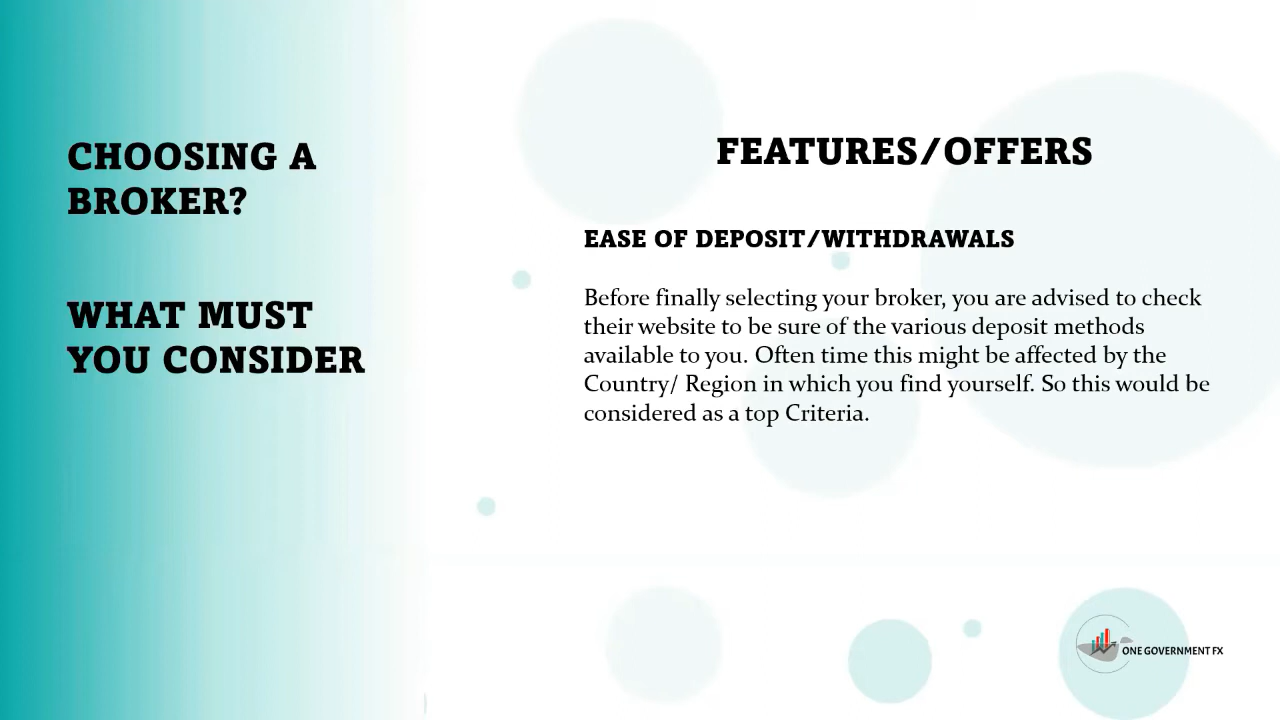 CHOOSING A
BROKER?
WHAT MUST
YOU CONSIDER
FEATURES/OFFERS
EASE OF DEPOSIT/WITHDRAWALS
Before finally selecting your broker, you are advised to check
their website to be sure of the various deposit methods
available to you. Often time this might be affected by the
Country/ Region in which you find yourself. So this would be
considered as a top Criteria.
ONE GOVERNMENT FX